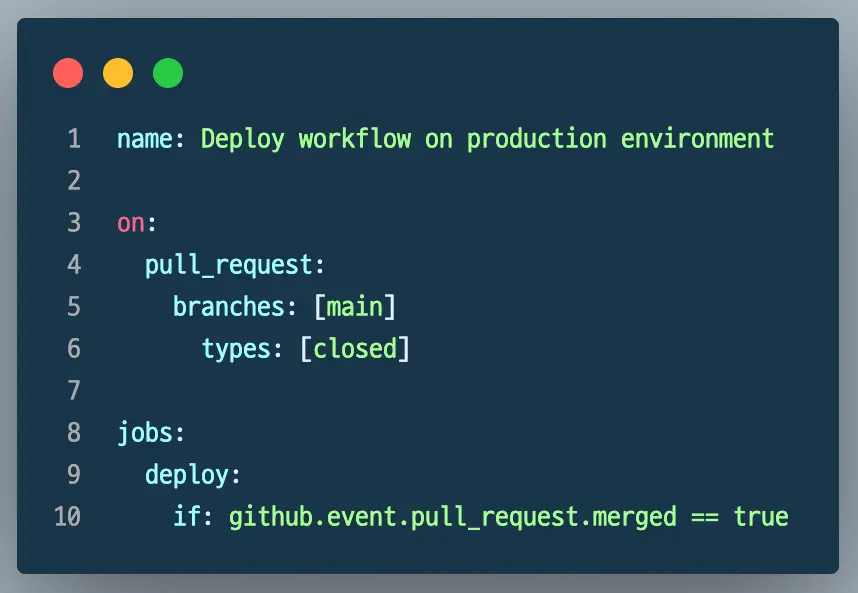 1 name: Deploy workflow on production environment
2
3 on:
4   pull_request:
5     branches: [main]
6       types: [closed]
7
8 jobs:
9   deploy:
10     if: github.event.pull_request.merged == true